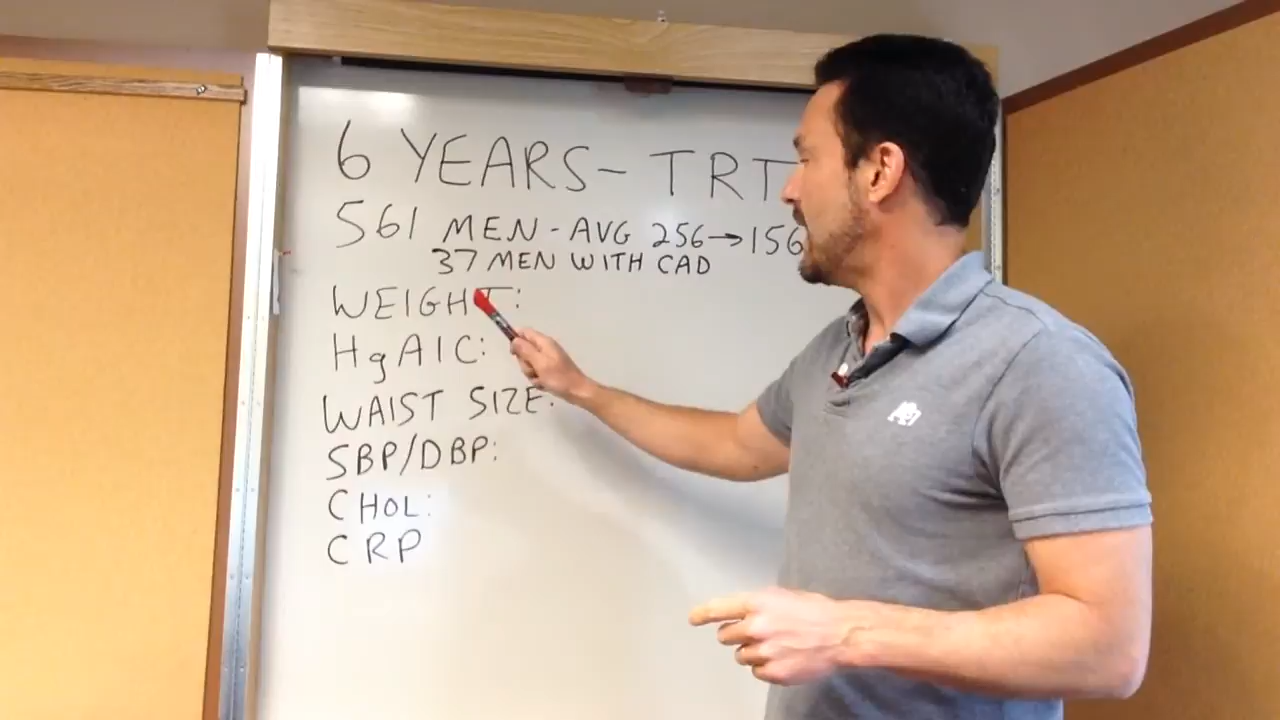 6 YEARS - TRT
561 MEN - AVG 256→156
37 MEN WITH CAD
WEIGHT:
HgA1C:
WAIST SIZE:
SBP/DBP:
CHOL:
CRP